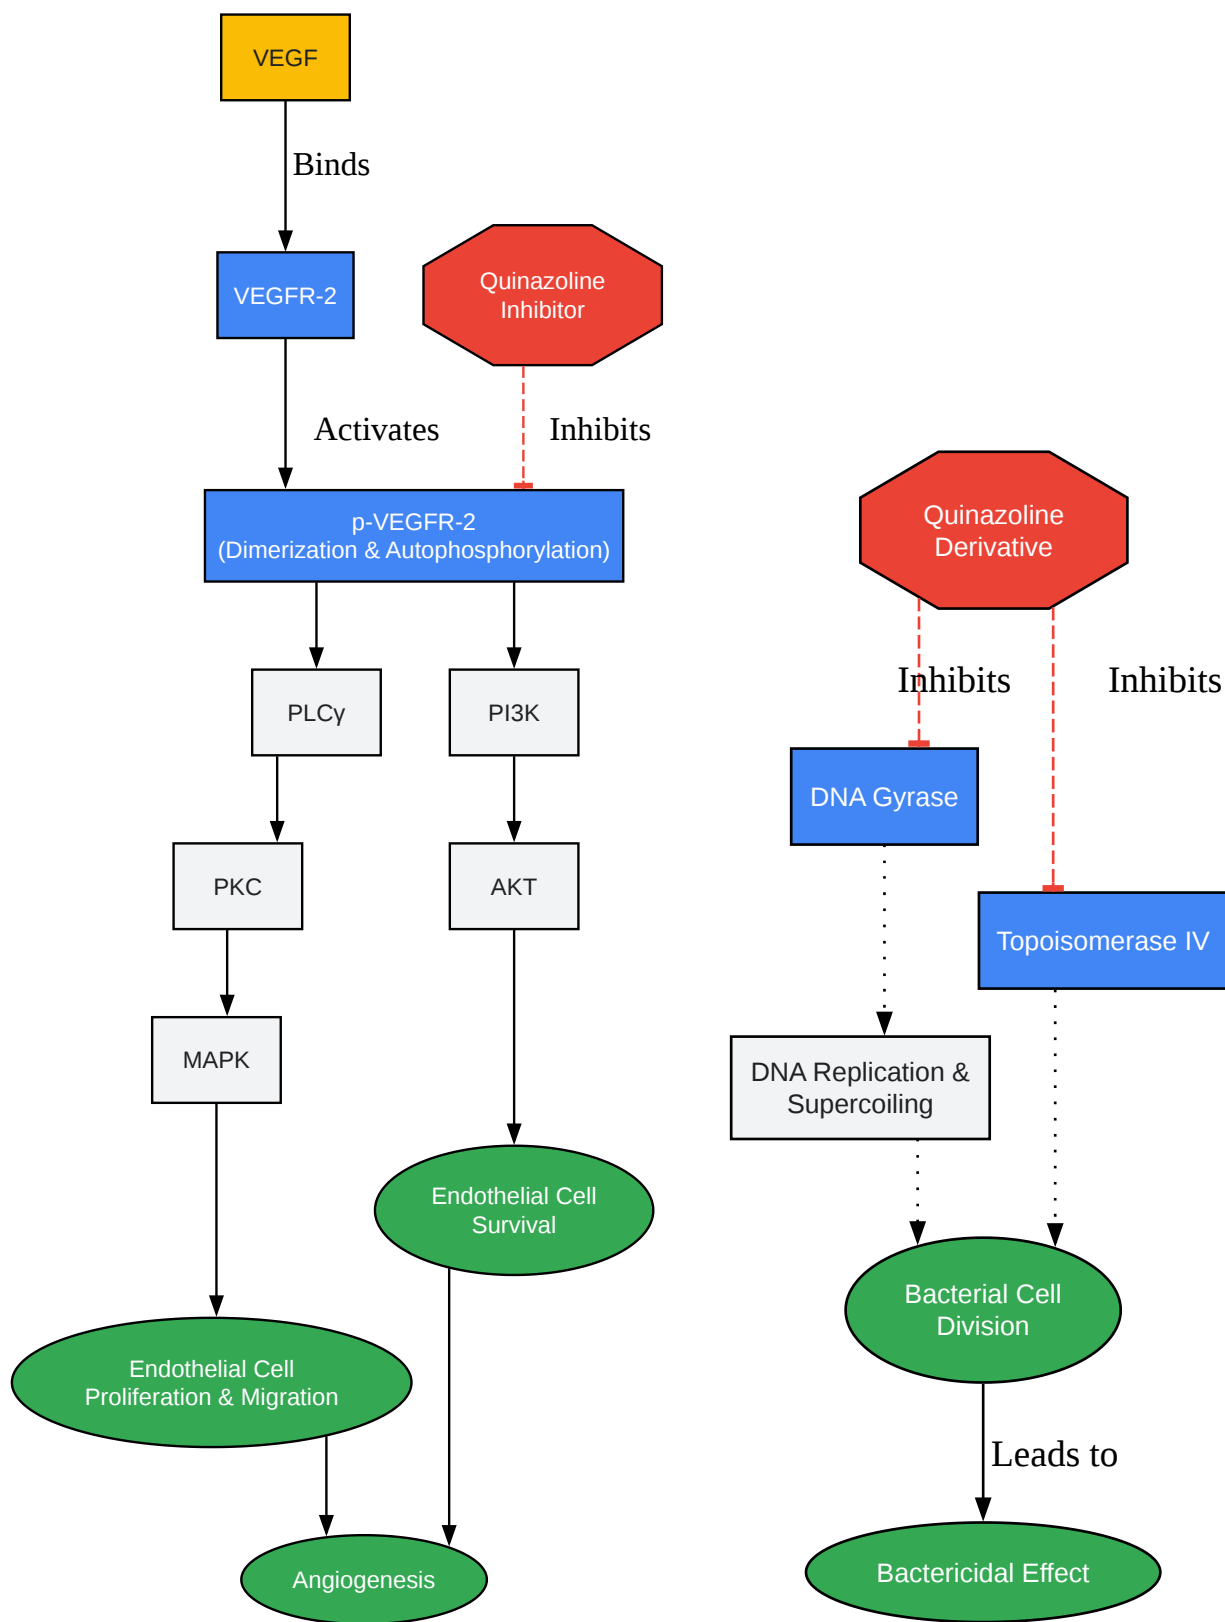 VEGF
Binds
VEGFR-2
Quinazoline
Inhibitor
Activates
Inhibits
p-VEGFR-2
(Dimerization & Autophosphorylation)
PLCγ
PI3K
PKC
AKT
MAPK
Endothelial Cell
Survival
Endothelial Cell
Proliferation & Migration
Angiogenesis
Quinazoline
Derivative
Inhibits
Inhibits
DNA Gyrase
Topoisomerase IV
DNA Replication &
Supercoiling
Bacterial Cell
Division
Leads to
Bactericidal Effect